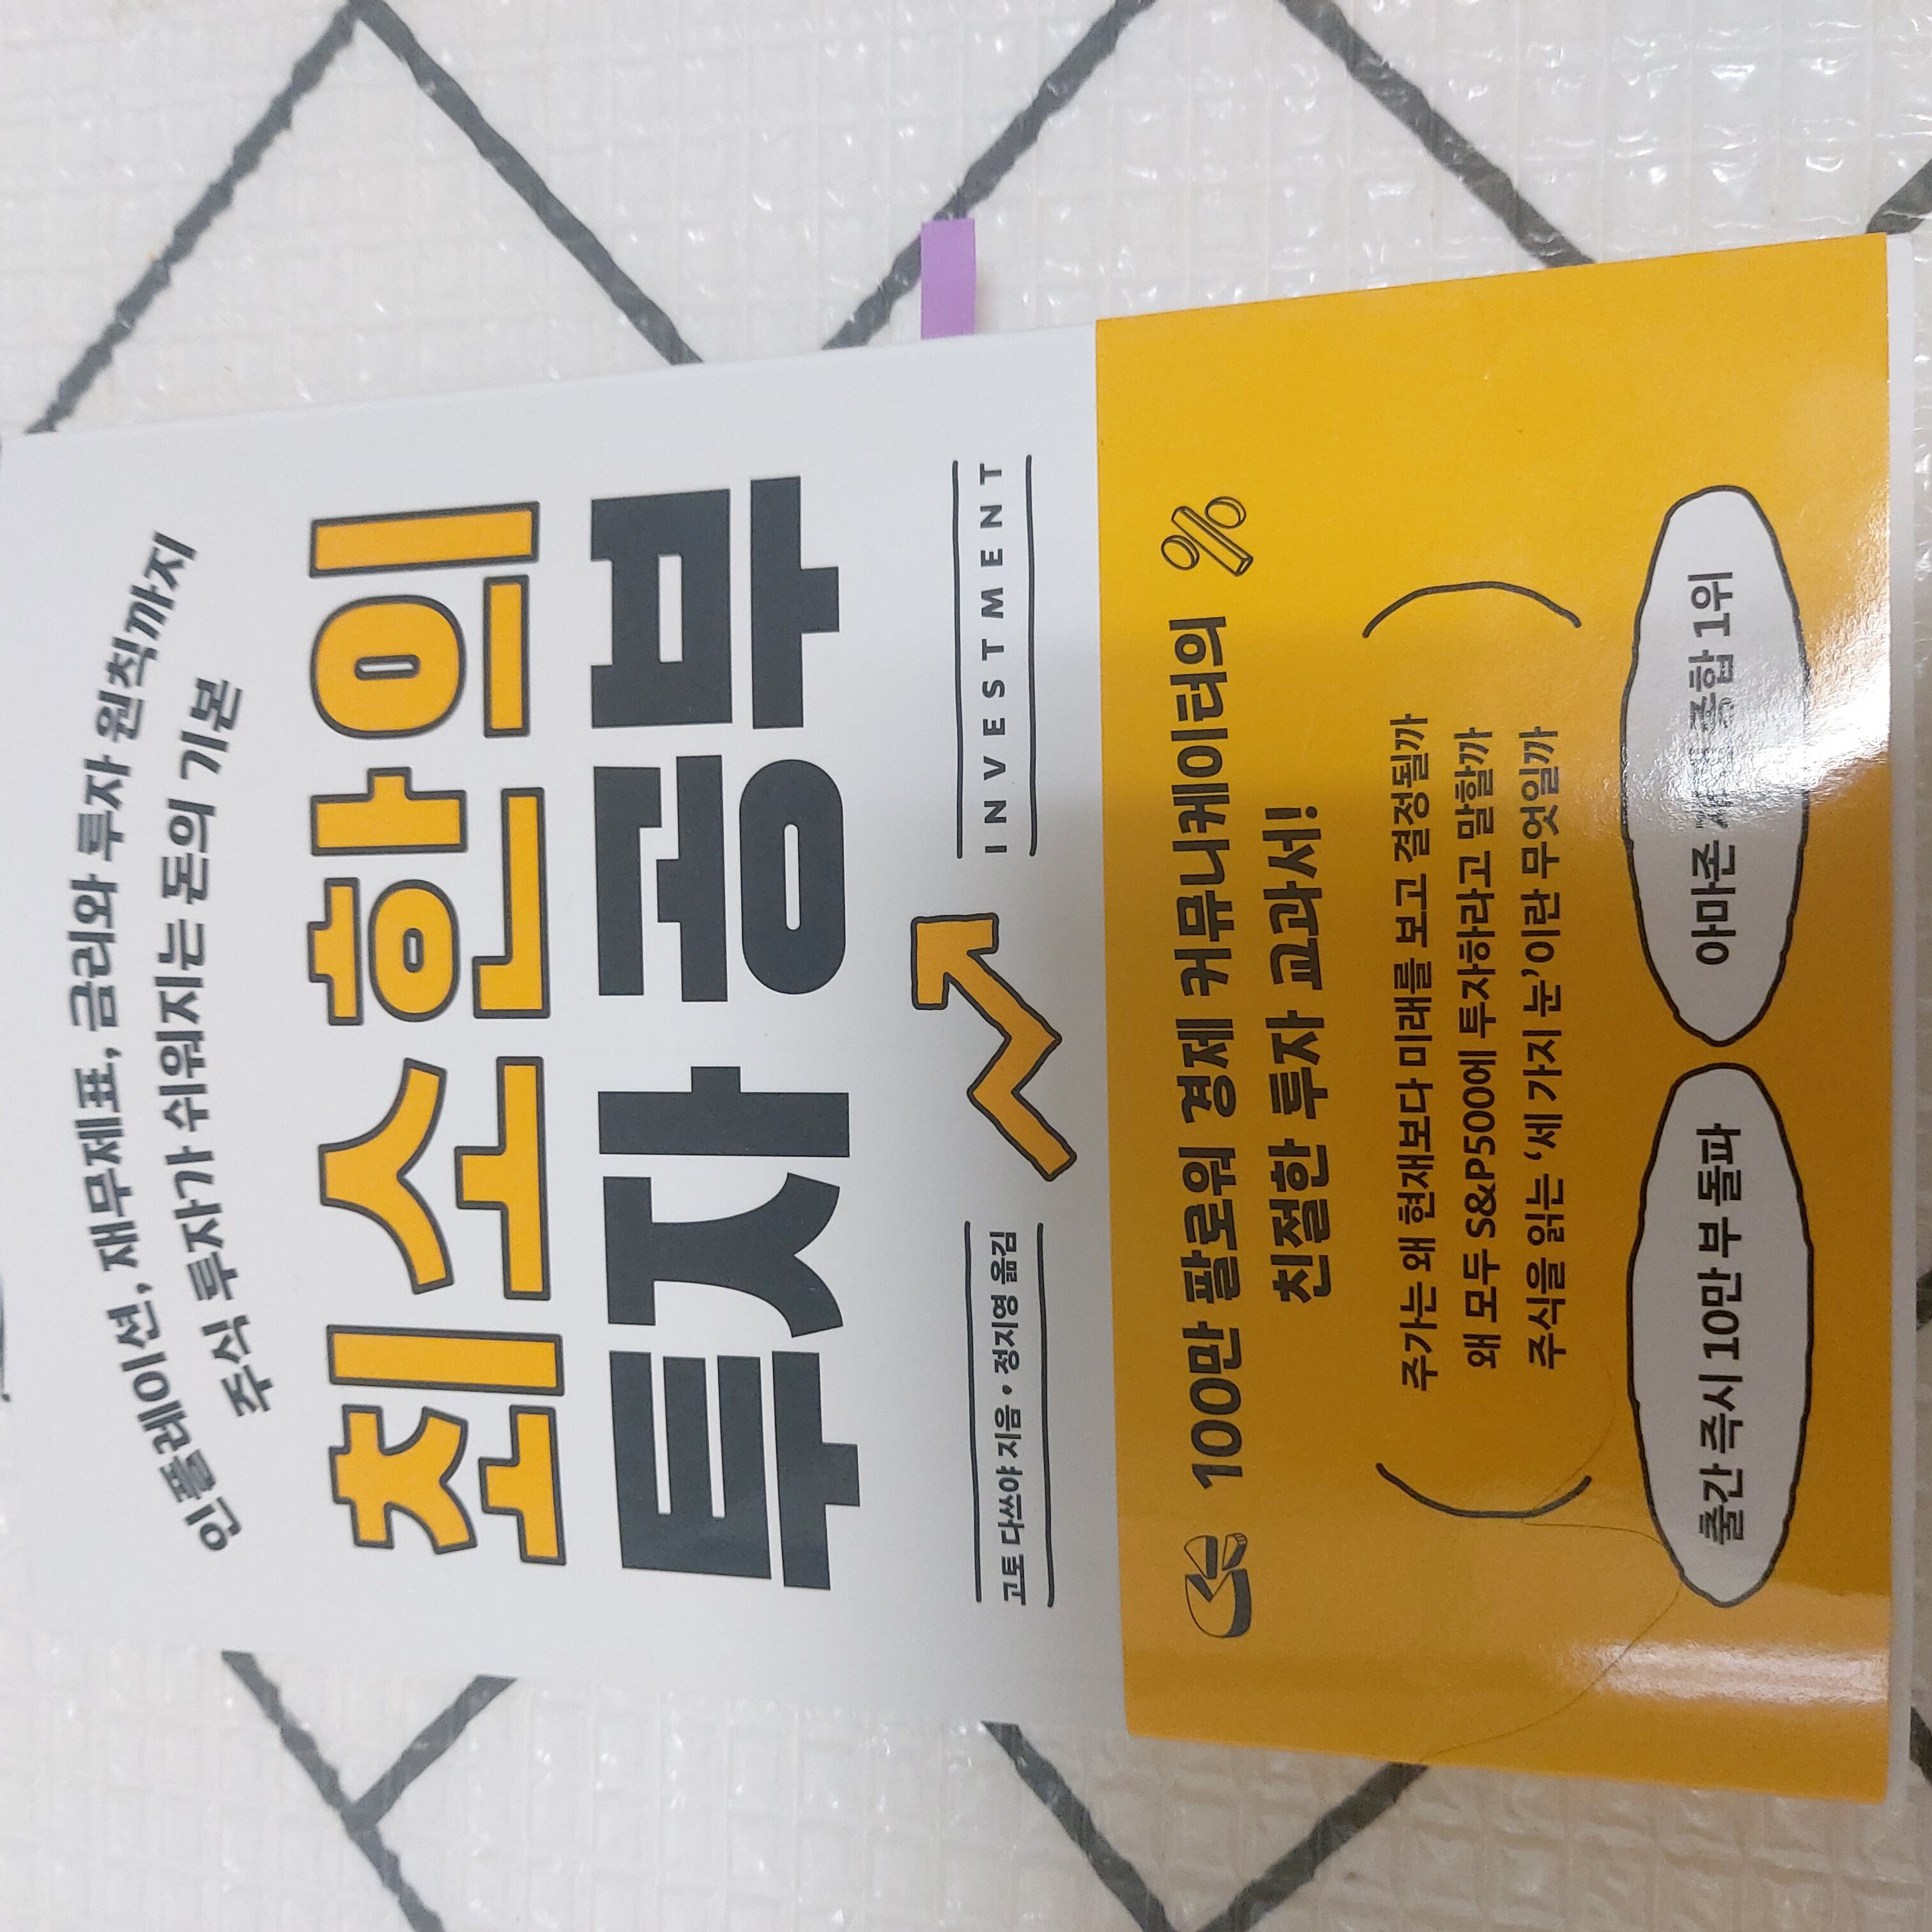 인플레이션, 재무제표, 금리와 투자 원칙까지
주식 투자가 쉬워지는 돈의 기본
최소한의
투자 공부
고토 다쓰야 지음 • 정지영 옮김
INVESTMENT
100만 팔로워 경제 커뮤니케이터의
친절한 투자 교과서!
주가는 왜 현재보다 미래를 보고 결정될까
왜 모두 S&P500에 투자하라고 말할까
주식을 읽는 ‘세 가지 눈’이란 무엇일까
출간 즉시 10만 부 돌파
아마존 종합 1위